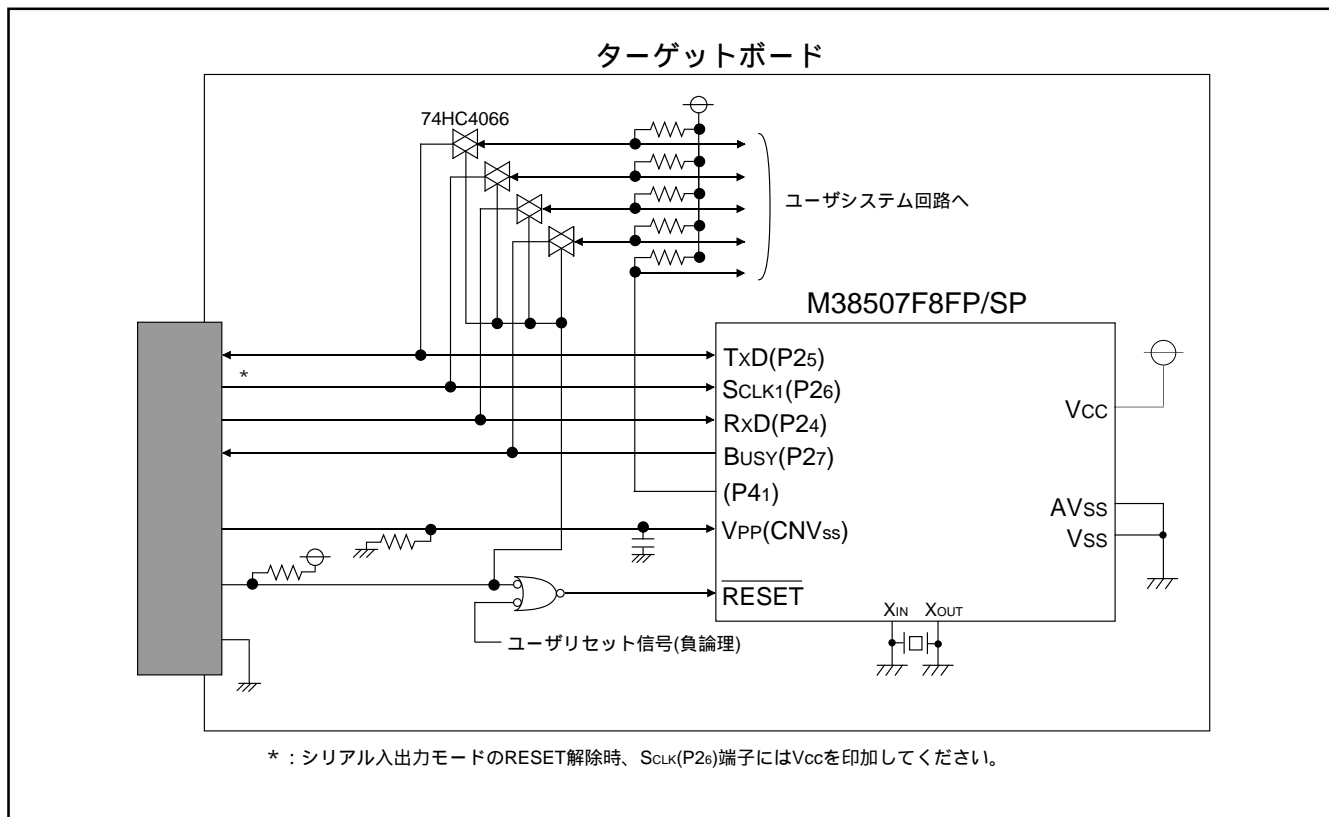 ターゲットボード
74HC4066
ユーザシステム回路へ
M38507F8FP/SP
TxD(P25)
*
SCLK1(P26)
VCC
RxD(P24)
BUSY(P27)
(P41)
AVSS
VPP(CNVss)
VSS
RESET
XIN XOUT
ユーザリセット信号(負論理)
* : シリアル入出力モードのRESET解除時、SCLK(P26)端子にはVccを印加してください。